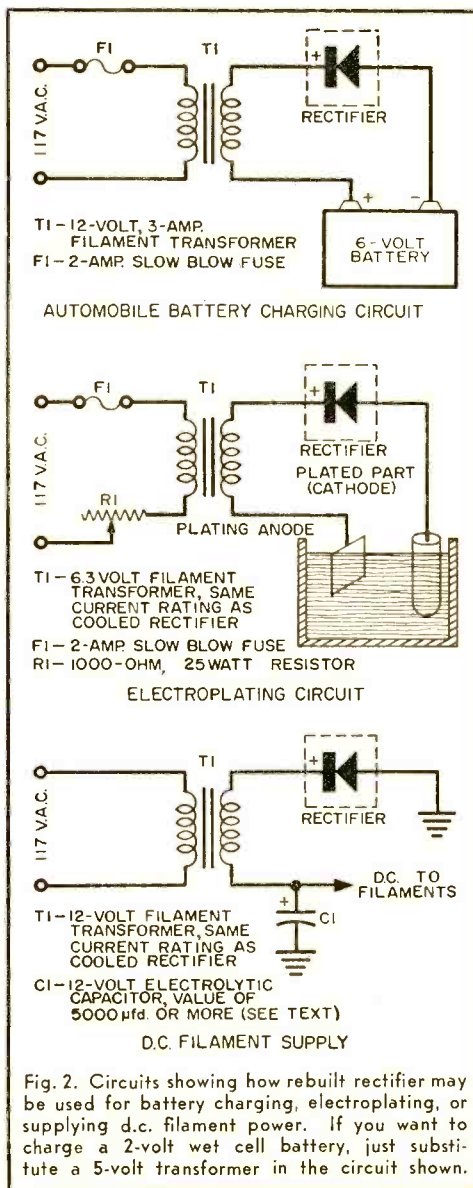 F1
T1
+
117 V.A.C.
RECTIFIER
+ -
6-VOLT
BATTERY
T1-12-VOLT, 3-AMP.
FILAMENT TRANSFORMER
F1-2-AMP. SLOW BLOW FUSE
AUTOMOBILE BATTERY CHARGING CIRCUIT
F1
T1
+
117 V.A.C.
RECTIFIER
R1
PLATED PART
(CATHODE)
PLATING ANODE
T1-6.3 VOLT FILAMENT
TRANSFORMER, SAME
CURRENT RATING AS
COOLED RECTIFIER
F1-2-AMP. SLOW BLOW FUSE
R1-1000-OHM, 25 WATT RESISTOR
ELECTROPLATING CIRCUIT
T1
+
117 V.A.C.
RECTIFIER
D.C. TO
FILAMENTS
+
C1
T1-12-VOLT FILAMENT
TRANSFORMER, SAME
CURRENT RATING AS
COOLED RECTIFIER
C1-12-VOLT ELECTROLYTIC
CAPACITOR, VALUE OF
5000 µfd. OR MORE (SEE TEXT)
D.C. FILAMENT SUPPLY
Fig. 2. Circuits showing how rebuilt rectifier may
be used for battery charging, electroplating, or
supplying d.c. filament power. If you want to
charge a 2-volt wet cell battery, just substi-
tute a 5-volt transformer in the circuit shown.